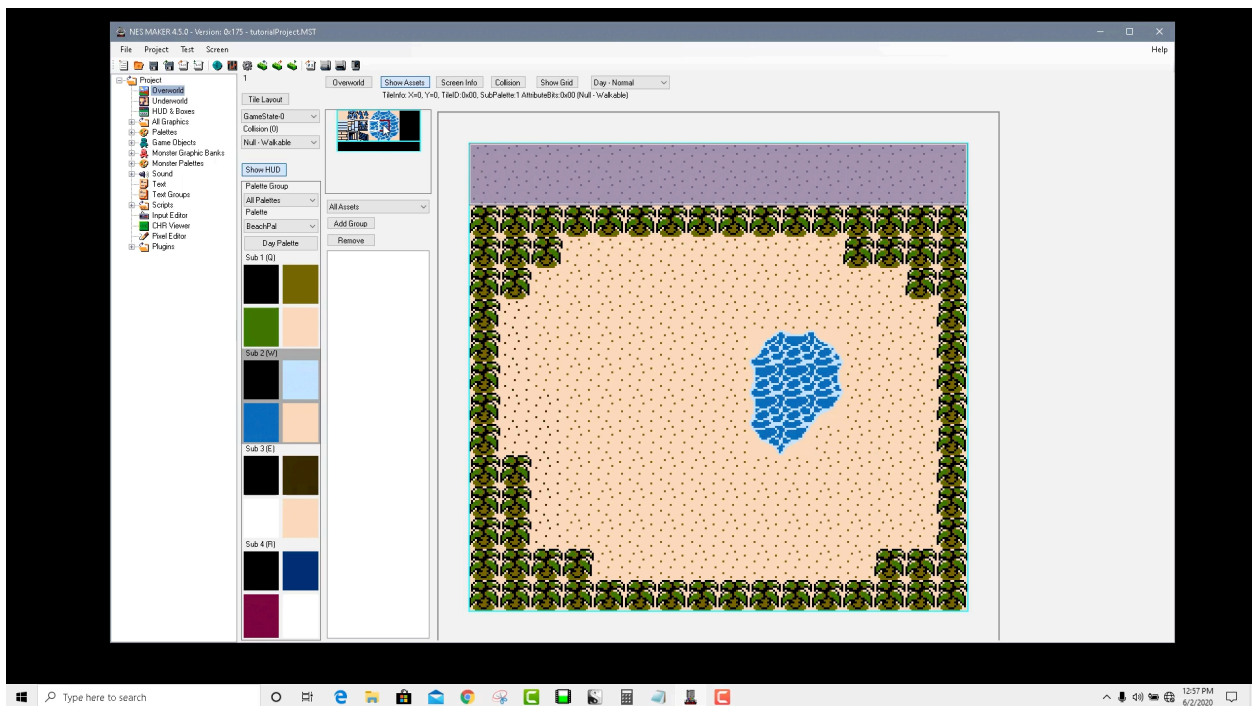 NES MAKER 4.5.0 - Version: 0x175 - tutorialProject.MST
File Project Test Screen Help
Project
Overworld
Underworld
HUD & Boxes
All Graphics
Palettes
Game Objects
Monster Graphic Banks
Monster Palettes
Sound
Text
Text Groups
Scripts
Input Editor
CHR Viewer
Pixel Editor
Plugins
1
Tile Layout
GameState-0
Collision (0)
Null - Walkable
Show HUD
Palette Group
All Palettes
Palette
BeachPal
Day Palette
Sub 1 (Q)
Sub 2 (W)
Sub 3 (E)
Sub 4 (R)
Overworld Show Assets Screen Info Collision Show Grid Day - Normal
TileInfo: X=0, Y=0, TileID:0x00, SubPalette:1 AttributeBits:0x00 (Null - Walkable)
All Assets
Add Group
Remove
Type here to search
12:57 PM
6/2/2020